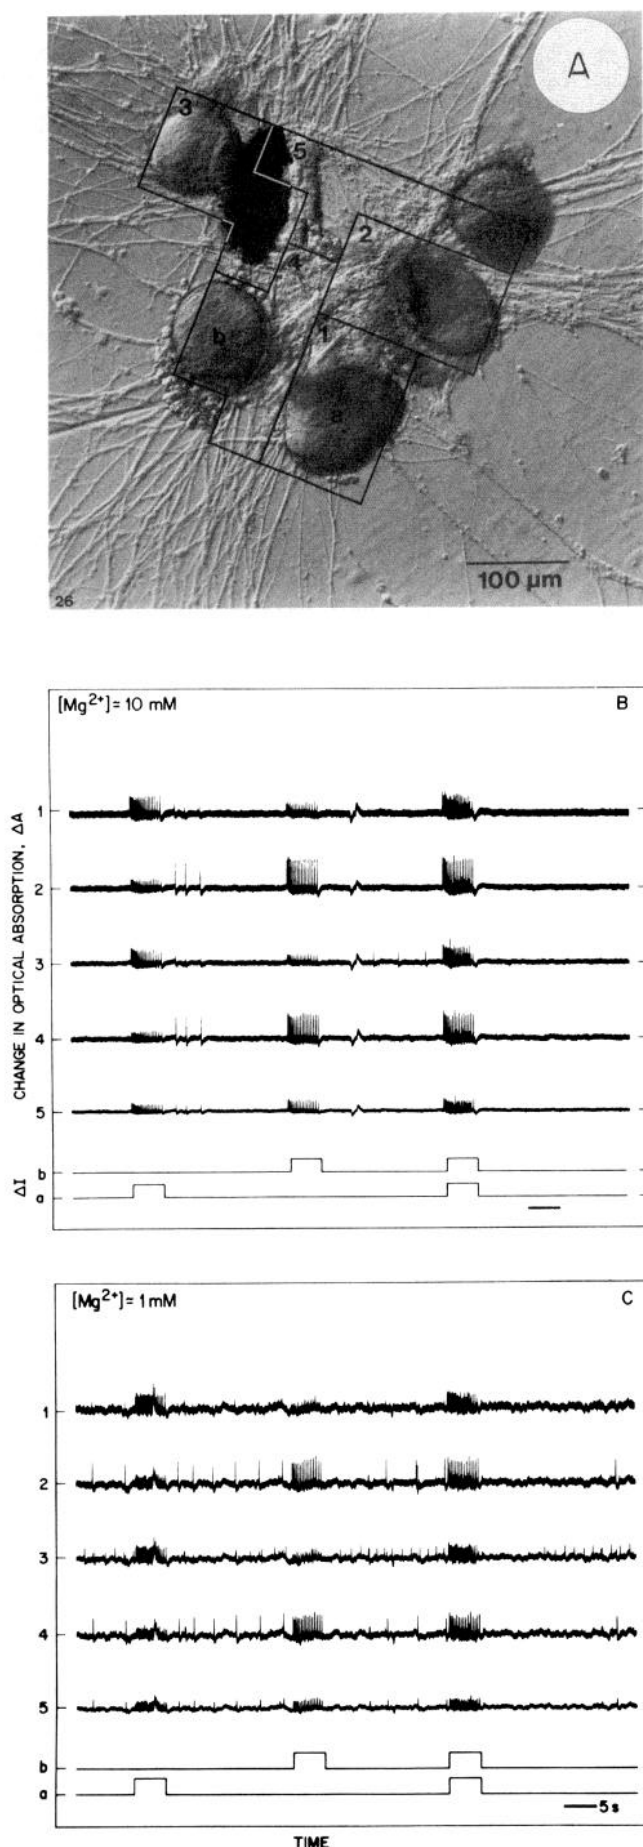 A
3
5
2
4
1
b
a
100 μm
26
[Mg²⁺] = 10 mM
B
CHANGE IN OPTICAL ABSORPTION, ΔA
1
2
3
4
5
ΔI
b
a
[Mg²⁺] = 1 mM
C
1
2
3
4
5
b
a
5 s
TIME